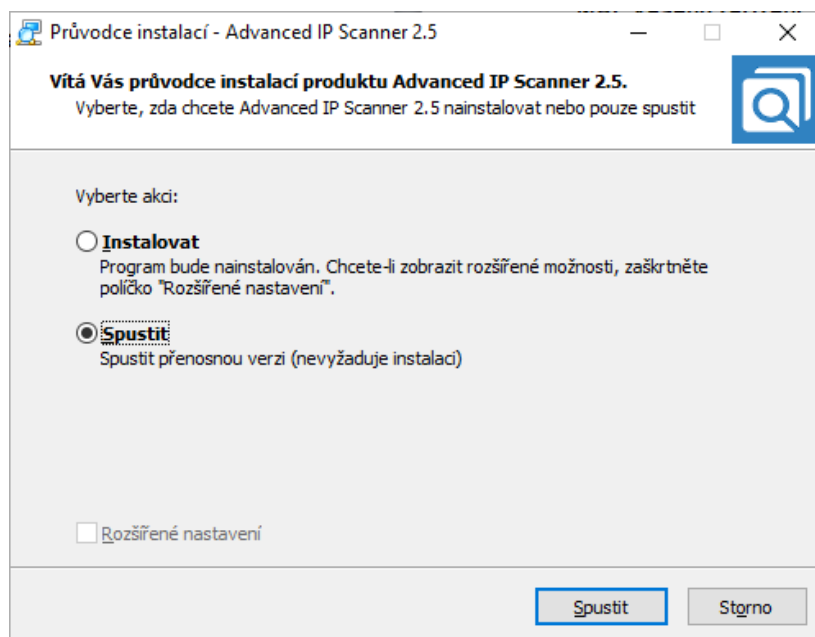 Průvodce instalací - Advanced IP Scanner 2.5
Vítá Vás průvodce instalací produktu Advanced IP Scanner 2.5.
Vyberte, zda chcete Advanced IP Scanner 2.5 nainstalovat nebo pouze spustit
Vyberte akci:
Instalovat
Program bude nainstalován. Chcete-li zobrazit rozšířené možnosti, zaškrtněte
políčko "Rozšířené nastavení".
Spustit
Spustit přenosnou verzi (nevyžaduje instalaci)
Rozšířené nastavení
Spustit Storno